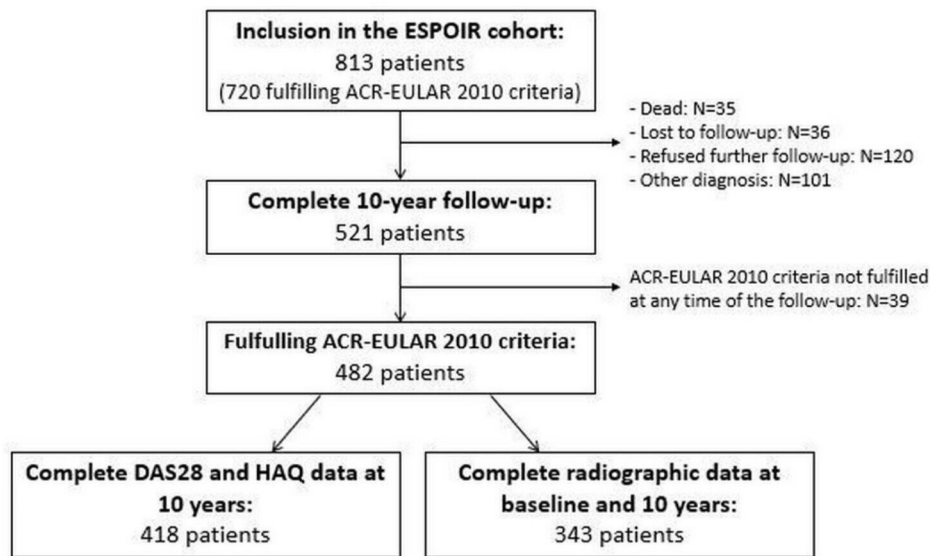 Inclusion in the ESPOIR cohort:
813 patients
(720 fulfilling ACR-EULAR 2010 criteria)
- Dead: N=35
- Lost to follow-up: N=36
- Refused further follow-up: N=120
- Other diagnosis: N=101
Complete 10-year follow-up:
521 patients
ACR-EULAR 2010 criteria not fulfilled
at any time of the follow-up: N=39
Fulfulling ACR-EULAR 2010 criteria:
482 patients
Complete DAS28 and HAQ data at
10 years:
418 patients
Complete radiographic data at
baseline and 10 years:
343 patients